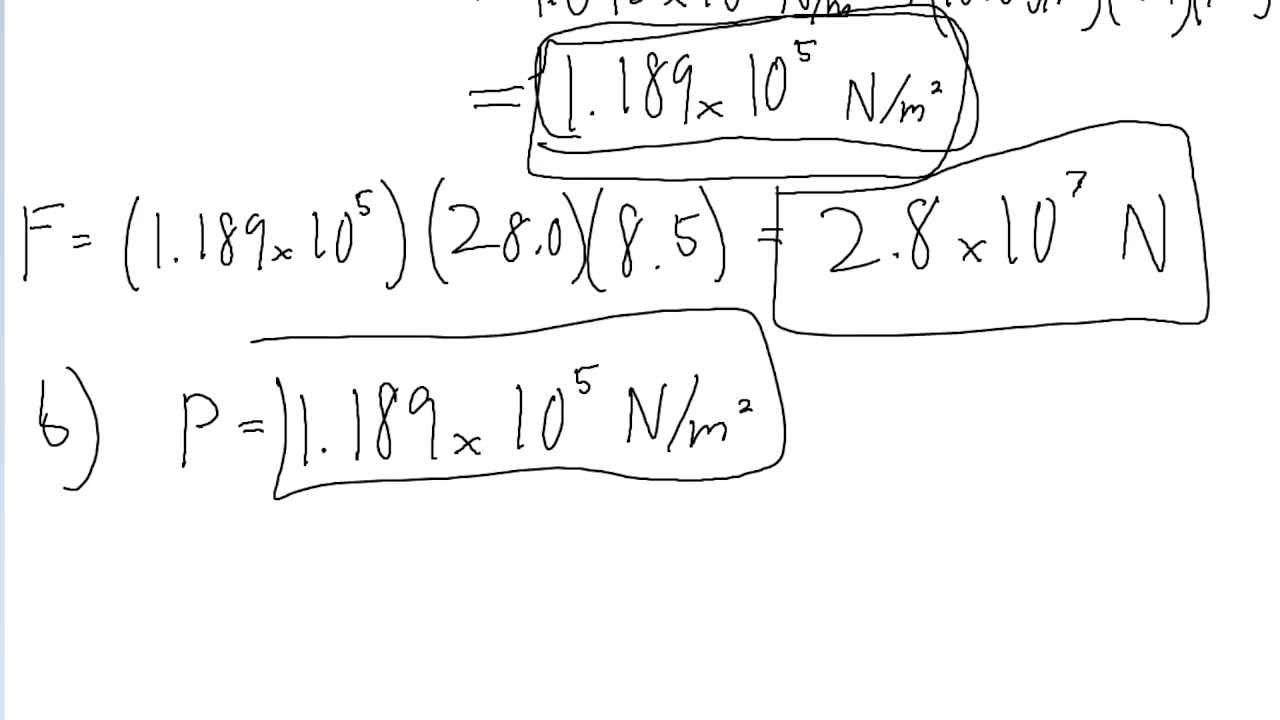 = 1.189 x 10⁵ N/m²
F = (1.189 x 10⁵)(28.0)(8.5) = 2.8 x 10⁷ N
b) P = 1.189 x 10⁵ N/m²